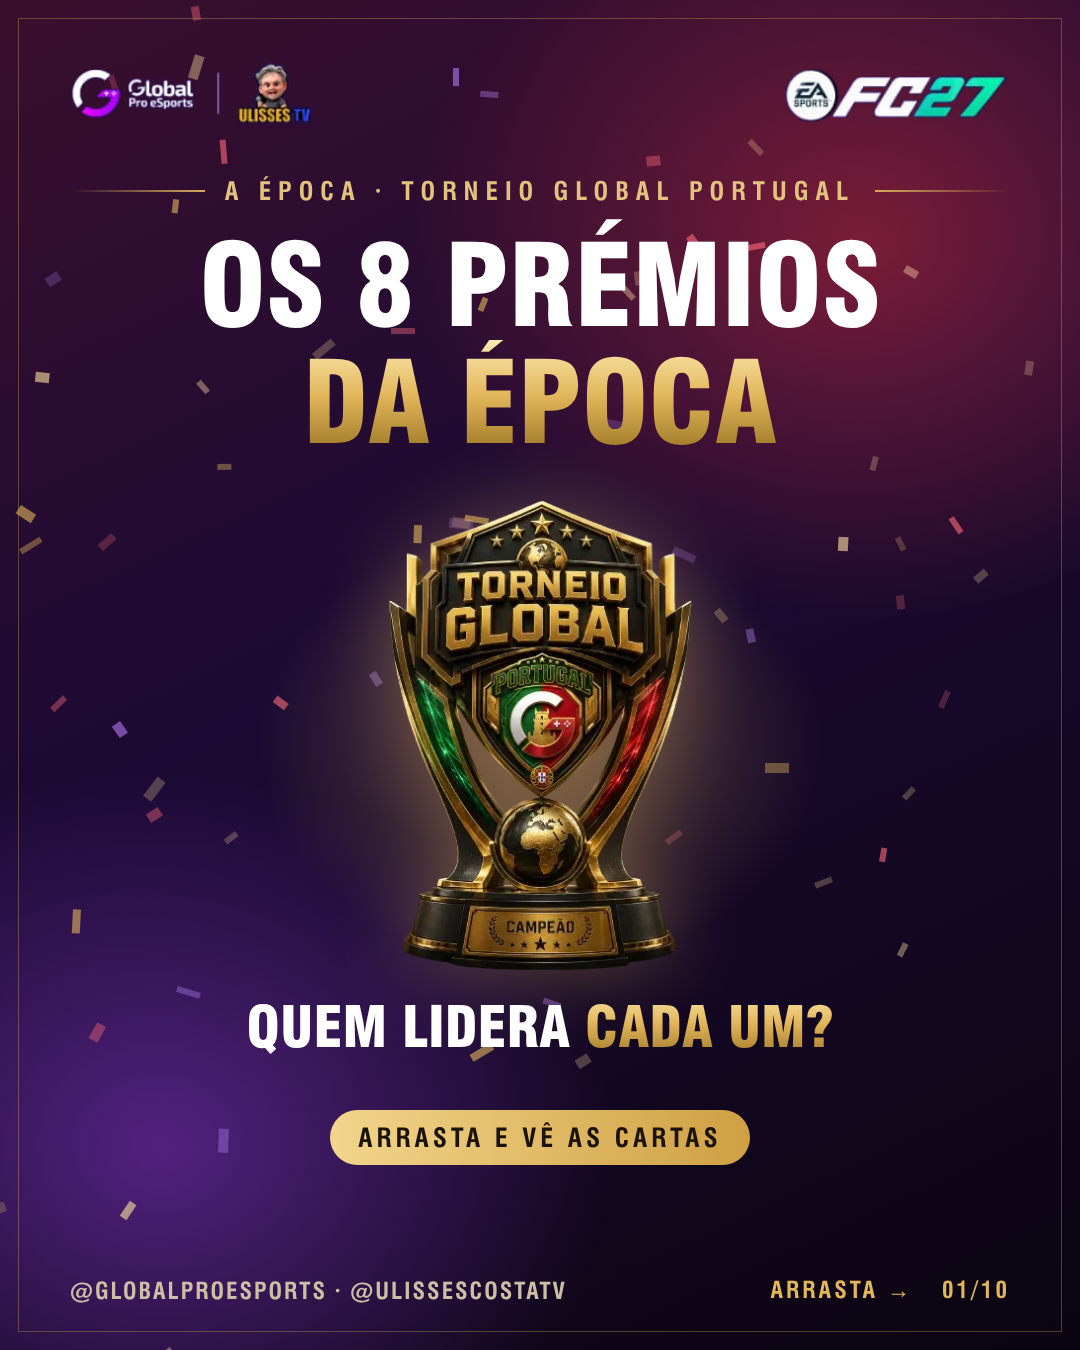 Global
Pro eSports
ULISSES TV
EA
SPORTS
FC27
A ÉPOCA · TORNEIO GLOBAL PORTUGAL
OS 8 PRÉMIOS
DA ÉPOCA
TORNEIO
GLOBAL
PORTUGAL
CAMPEÃO
QUEM LIDERA CADA UM?
ARRASTA E VÊ AS CARTAS
@GLOBALPROESPORTS · @ULISSESCOSTATV
ARRASTA → 01/10